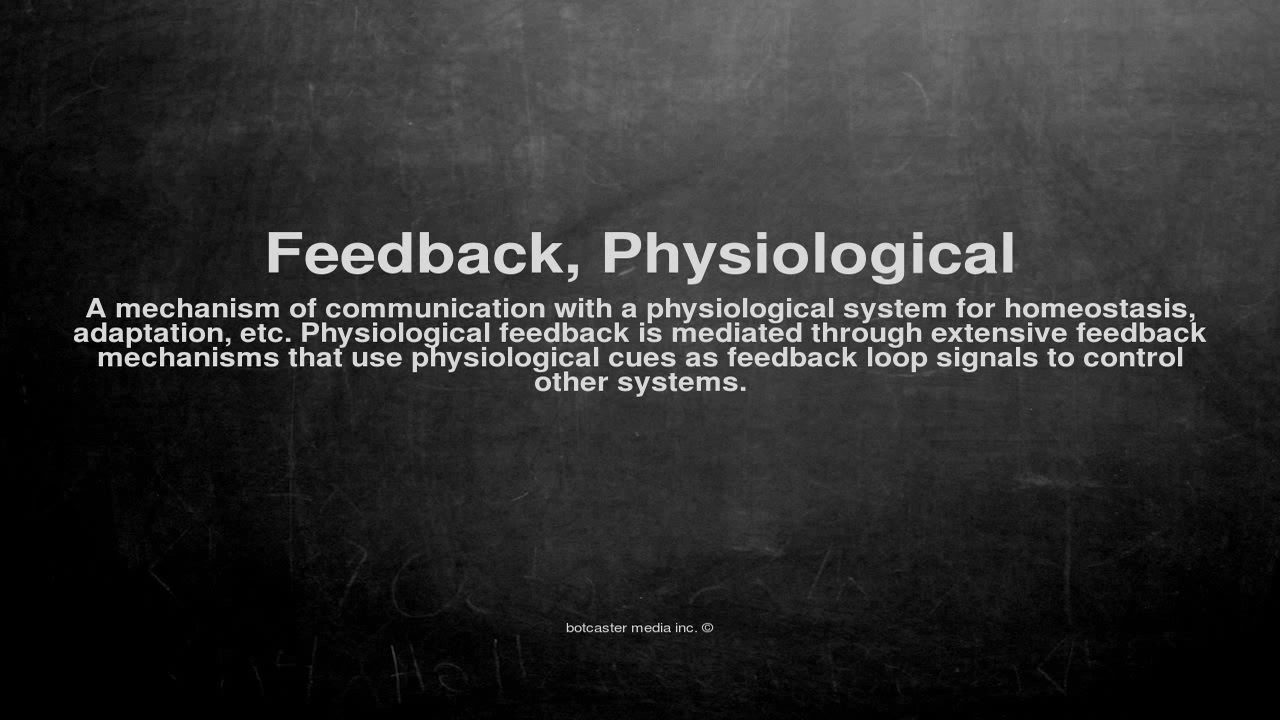 Feedback, Physiological
A mechanism of communication with a physiological system for homeostasis,
adaptation, etc. Physiological feedback is mediated through extensive feedback
mechanisms that use physiological cues as feedback loop signals to control
other systems.
botcaster media inc. ©